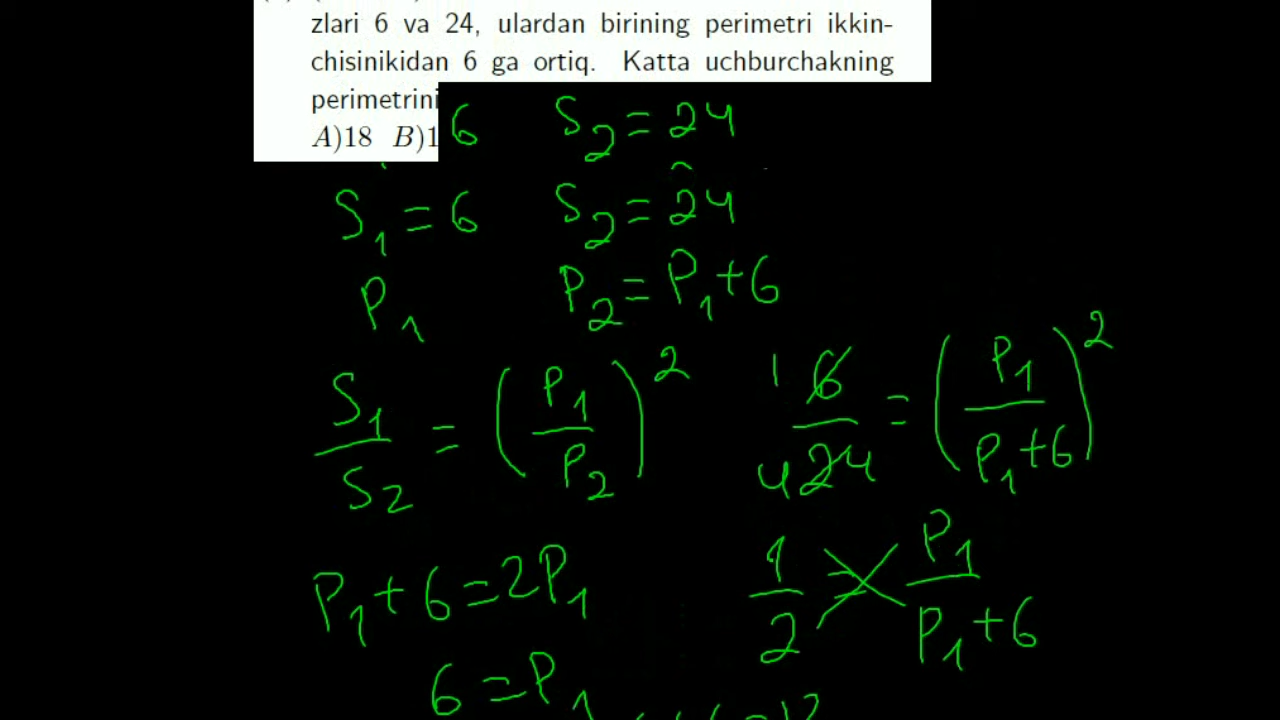 zlari 6 va 24, ulardan birining perimetri ikkin-
chisinikidan 6 ga ortiq. Katta uchburchakning
perimetrini
A)18 B)1
6 S₂ = 24
S₁ = 6 S₂ = 24
P₁ P₂ = P₁ + 6
S₁/S₂ = (P₁/P₂)² 1 6/4 24 = (P₁/(P₁+6))²
P₁ + 6 = 2P₁ 1/2 = P₁/(P₁+6)
6 = P₁